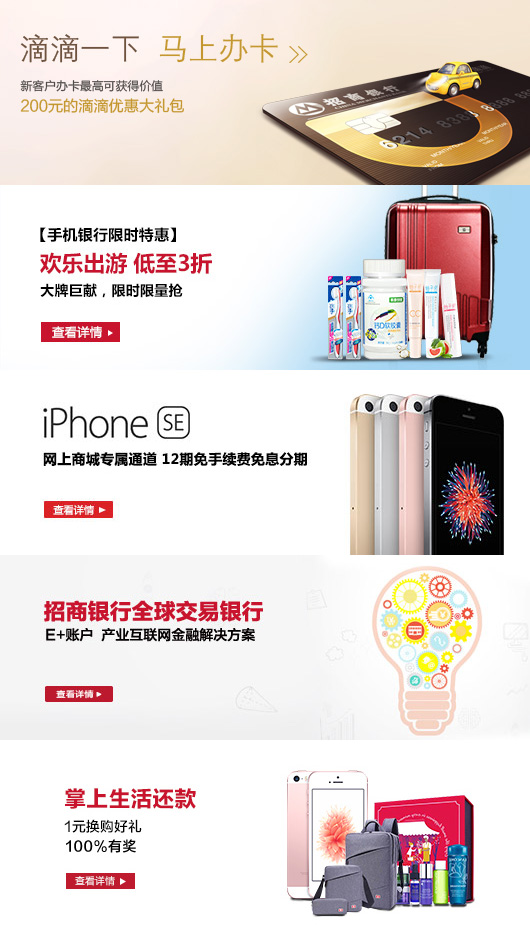 滴滴一下 马上办卡
新客户办卡最高可获得价值
200元的滴滴优惠大礼包
招商银行
【手机银行限时特惠】
欢乐出游 低至3折
大牌巨献，限时限量抢
查看详情
iPhone SE
网上商城专属通道 12期免手续费免息分期
查看详情
招商银行全球交易银行
E+账户 产业互联网金融解决方案
查看详情
掌上生活还款
1元换购好礼
100%有奖
查看详情